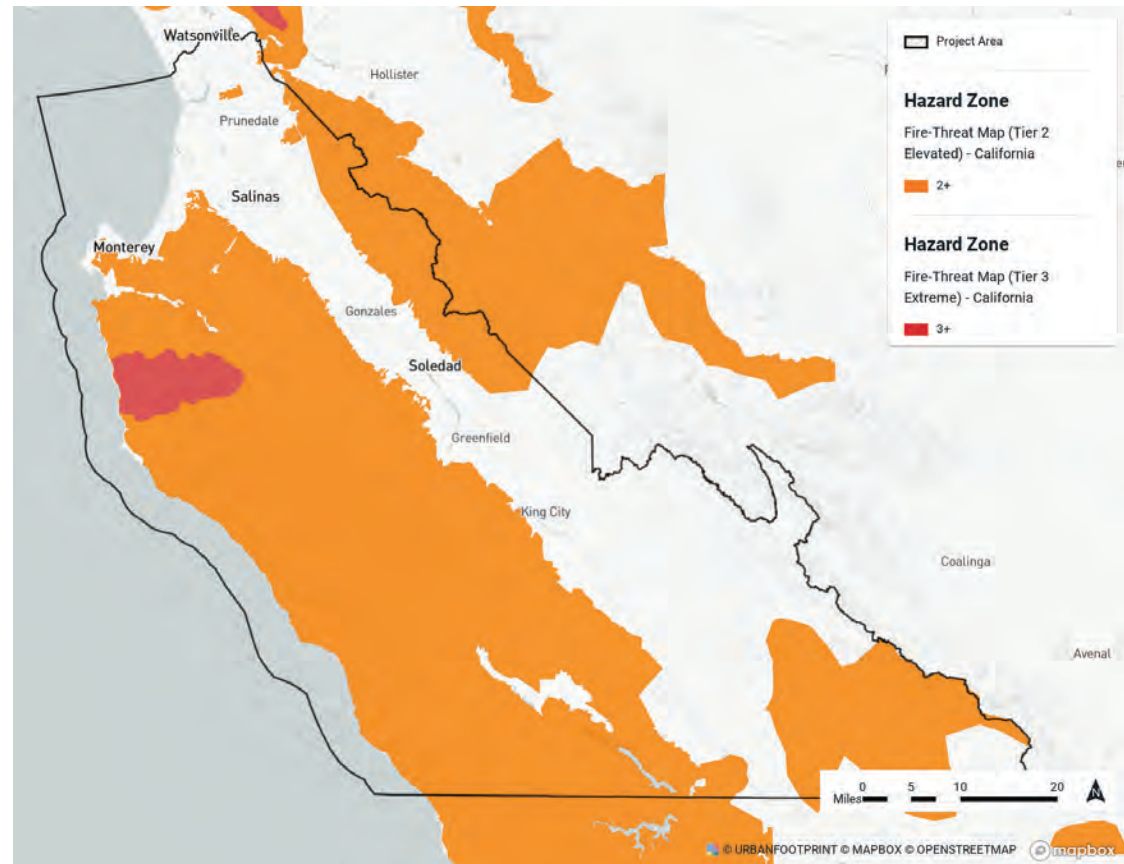 Watsonville
Hollister
Prunedale
Salinas
Monterey
Gonzales
Soledad
Greenfield
King City
Coalinga
Avenal
Project Area
Hazard Zone
Fire-Threat Map (Tier 2
Elevated) - California
2+
Hazard Zone
Fire-Threat Map (Tier 3
Extreme) - California
3+
0 5 10 20
Miles
N
© URBANFOOTPRINT © MAPBOX © OPENSTREETMAP
mapbox